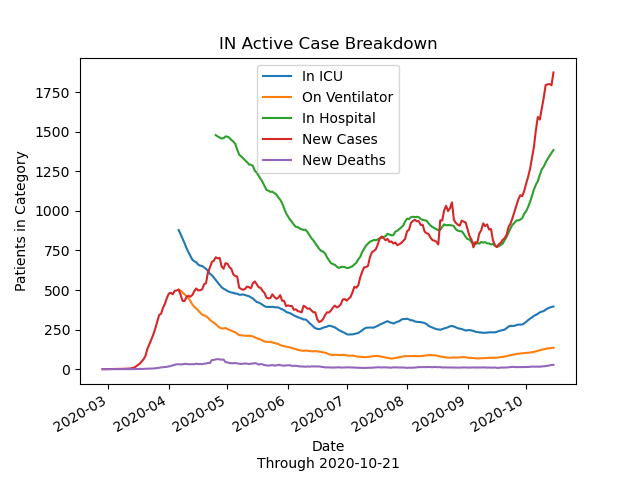 IN Active Case Breakdown
In ICU
On Ventilator
In Hospital
New Cases
New Deaths
Patients in Category
1750
1500
1250
1000
750
500
250
0
2020-03
2020-04
2020-05
2020-06
2020-07
2020-08
2020-09
2020-10
Date
Through 2020-10-21